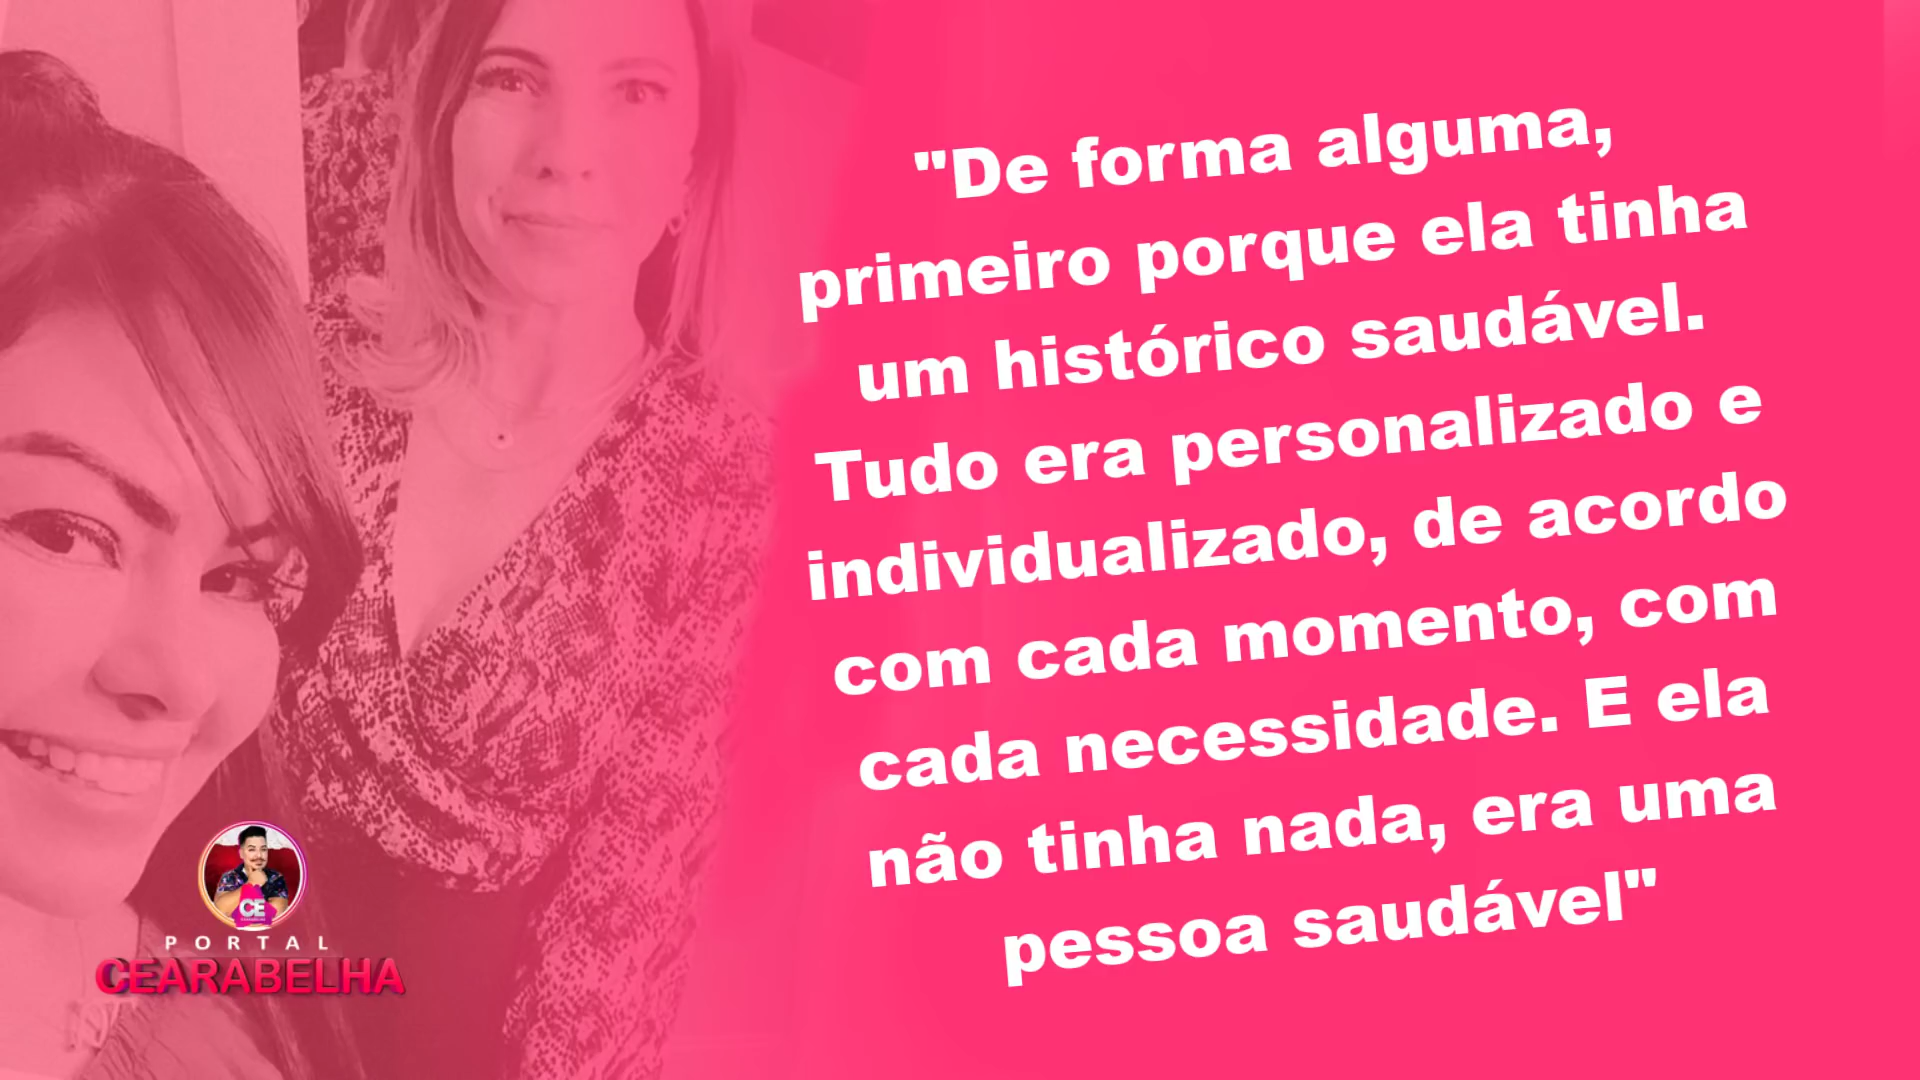 "De forma alguma,
primeiro porque ela tinha
um histórico saudável.
Tudo era personalizado e
individualizado, de acordo
com cada momento, com
cada necessidade. E ela
não tinha nada, era uma
pessoa saudável"
CE
PORTAL
CEARABELHA